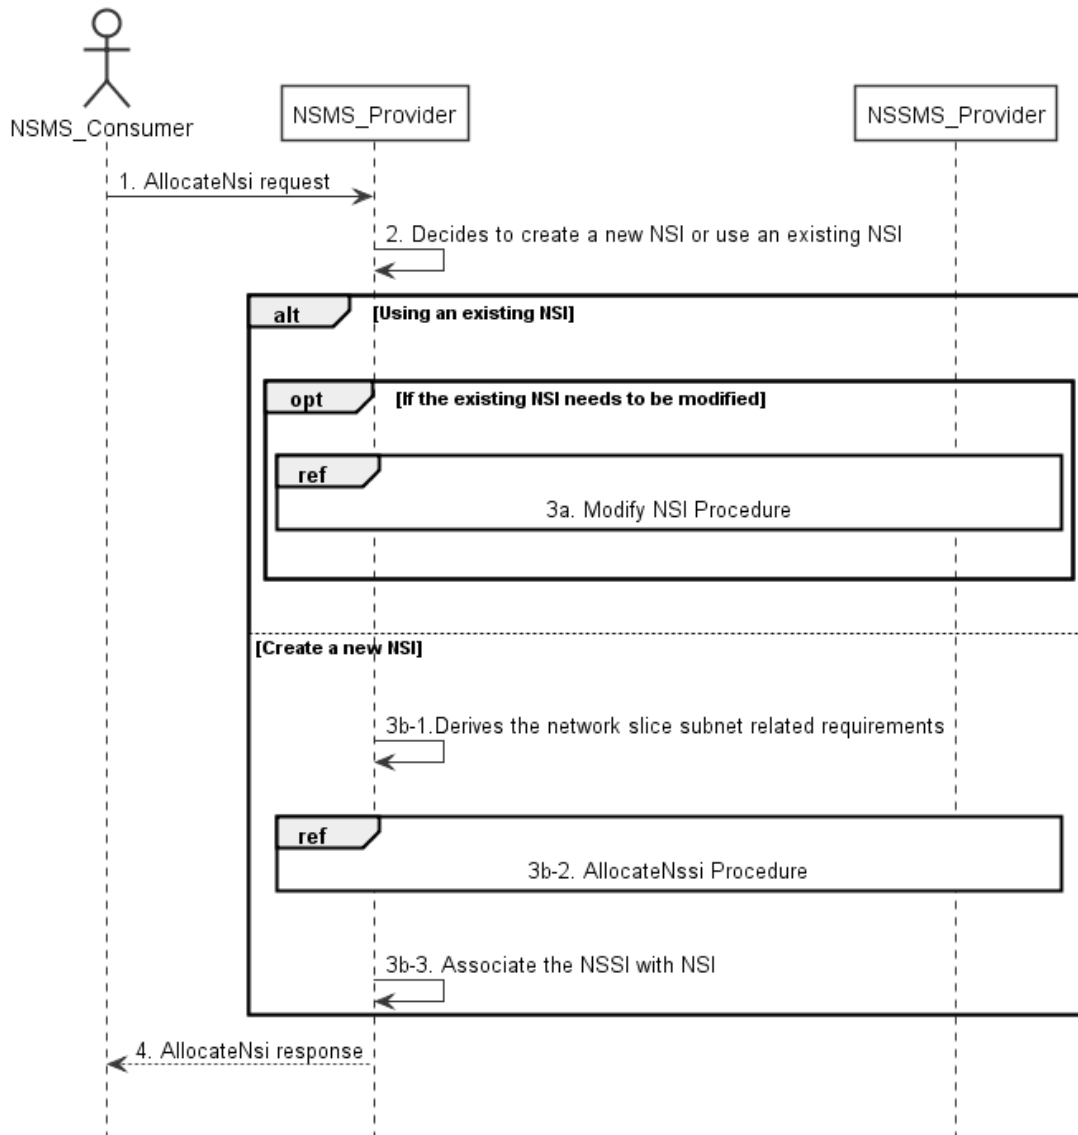 NSMS_Consumer
NSMS_Provider
NSSMS_Provider
1. AllocateNsi request
2. Decides to create a new NSI or use an existing NSI
alt
[Using an existing NSI]
opt
[If the existing NSI needs to be modified]
ref
3a. Modify NSI Procedure
[Create a new NSI]
3b-1.Derives the network slice subnet related requirements
ref
3b-2. AllocateNssi Procedure
3b-3. Associate the NSSI with NSI
4. AllocateNsi response